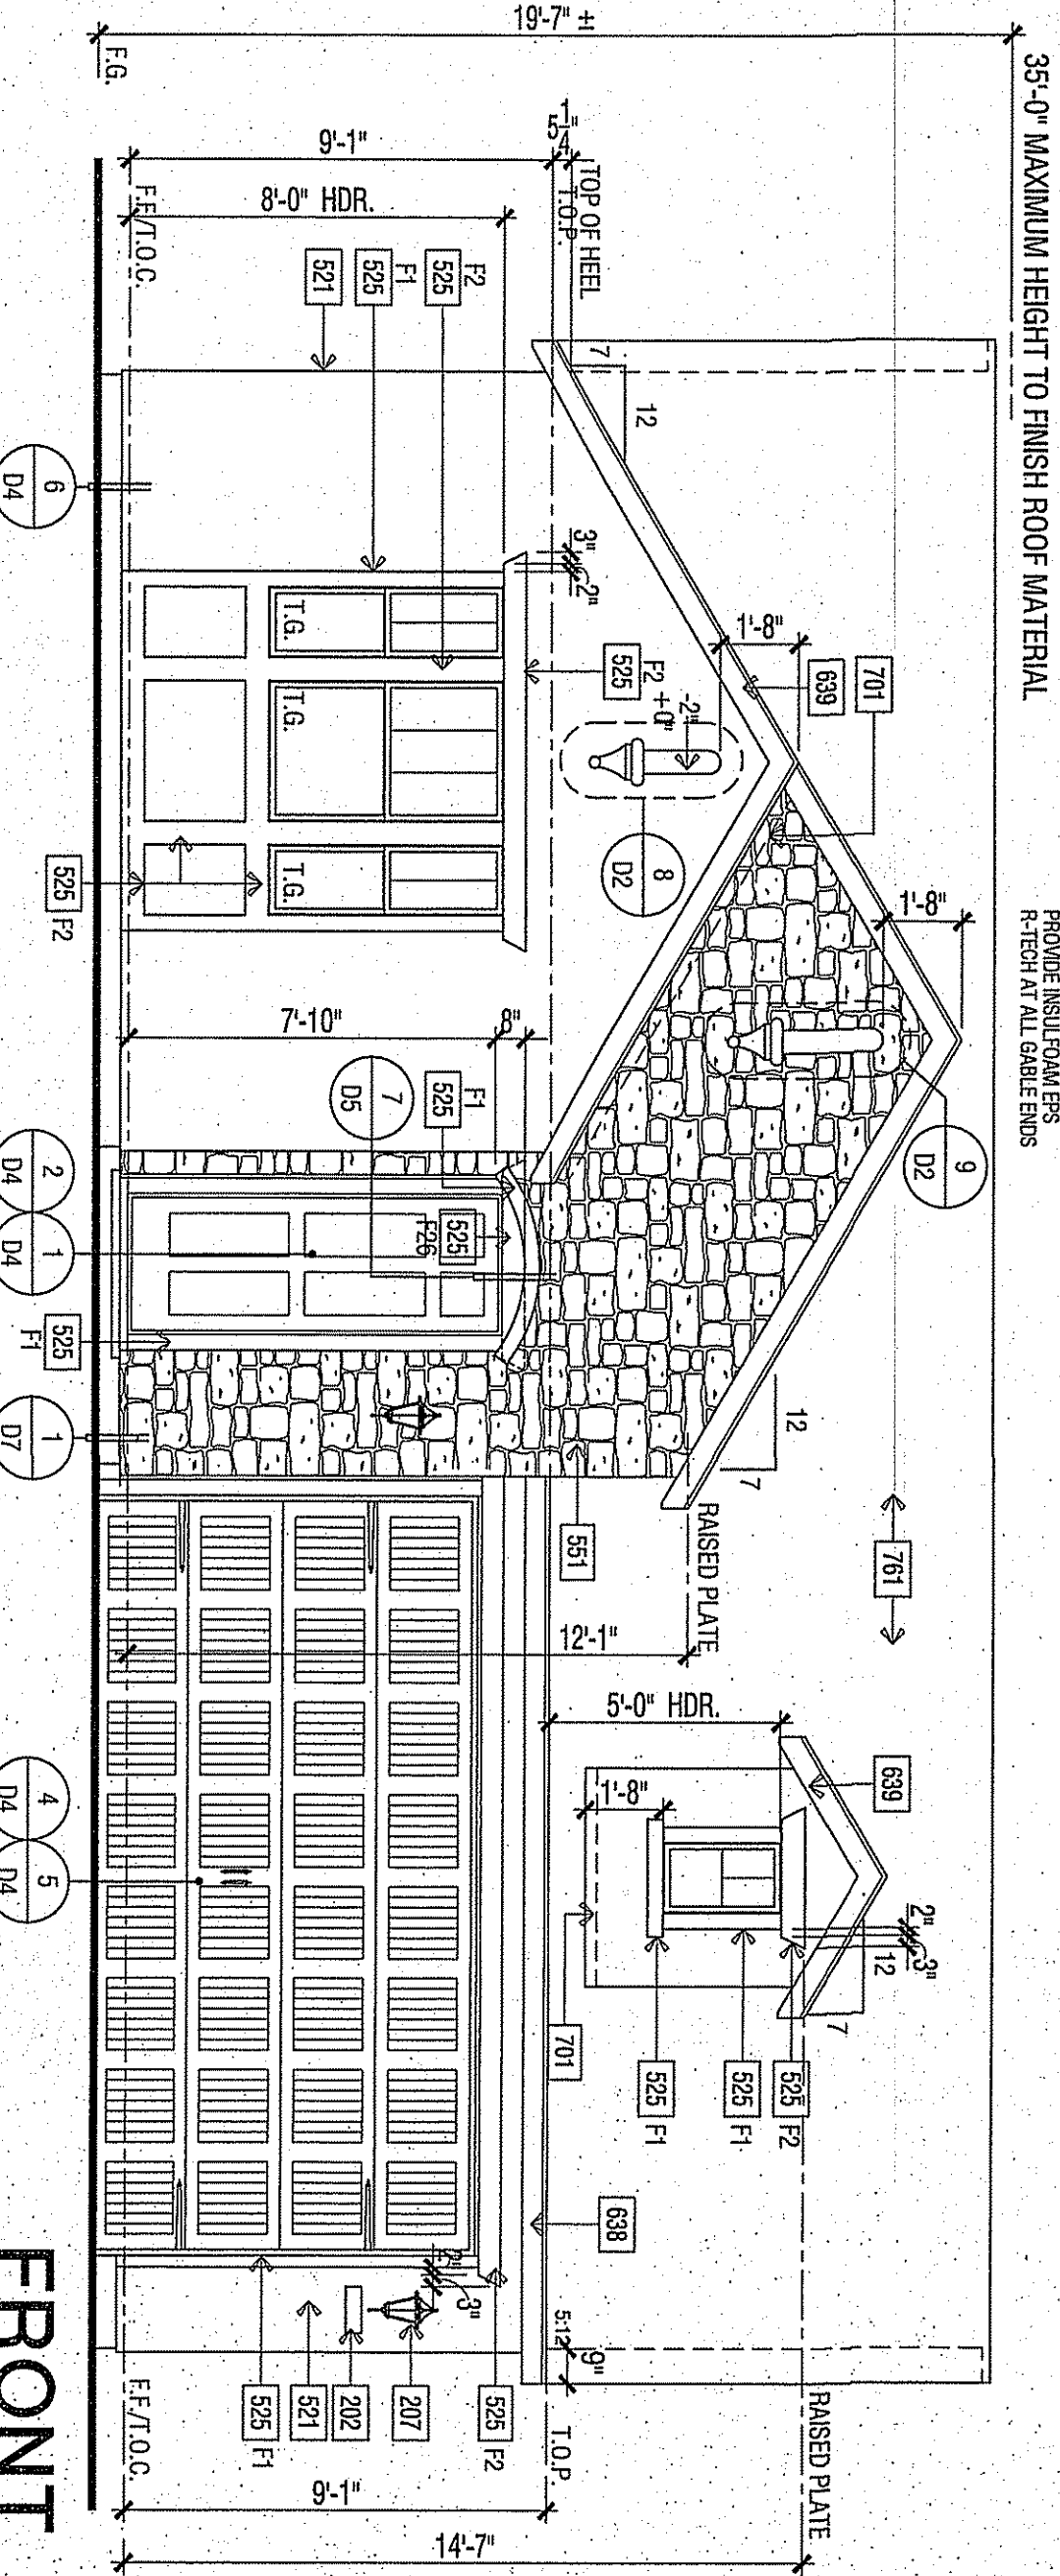 35'-0" MAXIMUM HEIGHT TO FINISH ROOF MATERIAL
PROVIDE INSULFOAM EPS
R-TECH AT ALL GABLE ENDS
19'-7" ±
F.G.
9'-1"
5 1/4"
8'-0" HDR.
TOP OF HEEL
T.O.P.
F.F./T.O.C.
521
525 F1
525 F2
7
12
3"
2"
525 F2
-2"
+0"
1'-8"
639
701
8
D2
T.G.
T.G.
T.G.
525 F2
6
D4
1'-8"
9
D2
7'-10"
8"
7
D5
525 F1
525
F26
2
D4
1
D4
525 F1
1
D7
12
7
551
RAISED PLATE
12'-1"
761
5'-0" HDR.
639
1'-8"
2"
3"
12
7
701
525 F1
525 F1
525 F2
4
D4
5
D4
638
2"
3"
5:12
9"
525 F1
521
202
207
525 F2
T.O.P.
F.F./T.O.C.
RAISED PLATE
9'-1"
14'-7"
FRONT